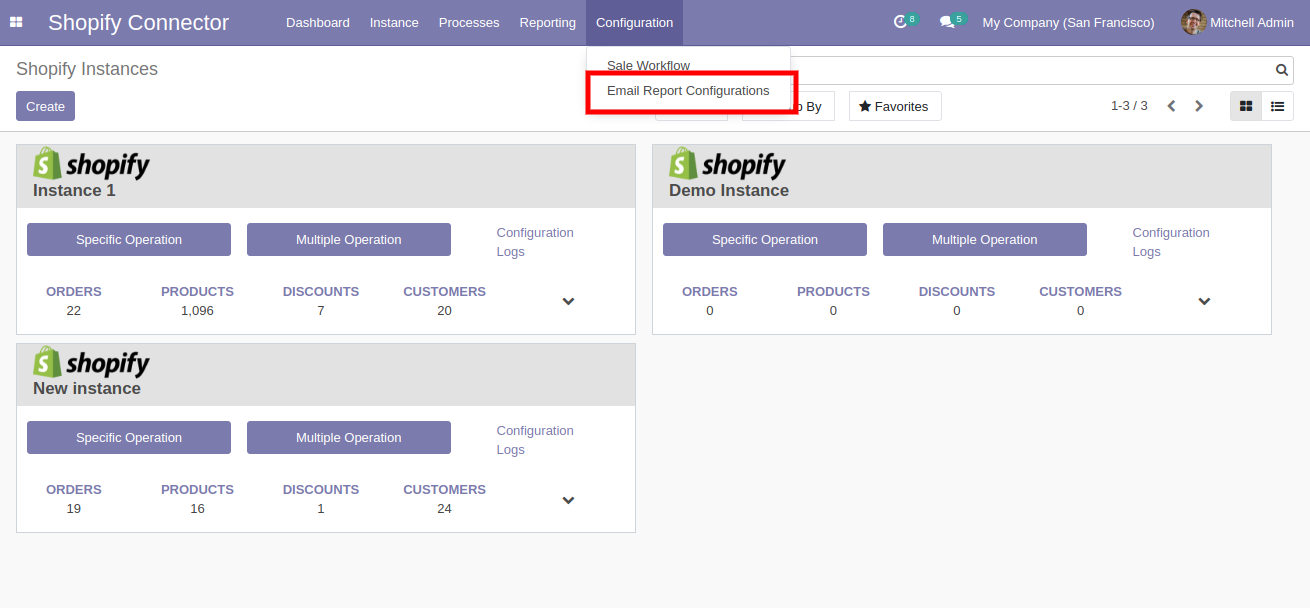 Shopify Connector Dashboard Instance Processes Reporting Configuration 8 5 My Company (San Francisco) Mitchell Admin
Shopify Instances
Sale Workflow
Email Report Configurations
Create
By
Favorites
1-3 / 3
shopify
Instance 1
Specific Operation Multiple Operation Configuration
Logs
ORDERS PRODUCTS DISCOUNTS CUSTOMERS
22 1,096 7 20
shopify
Demo Instance
Specific Operation Multiple Operation Configuration
Logs
ORDERS PRODUCTS DISCOUNTS CUSTOMERS
0 0 0 0
shopify
New instance
Specific Operation Multiple Operation Configuration
Logs
ORDERS PRODUCTS DISCOUNTS CUSTOMERS
19 16 1 24